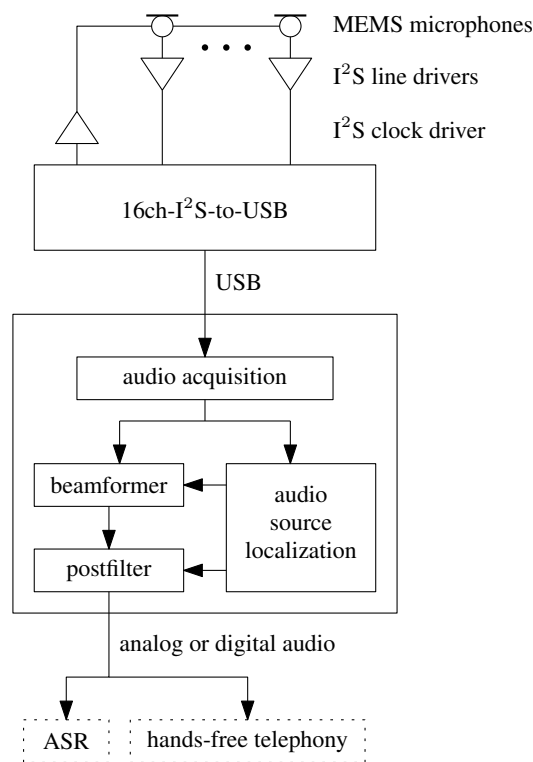 MEMS microphones
I²S line drivers
I²S clock driver
16ch-I²S-to-USB
USB
audio acquisition
beamformer
audio
source
localization
postfilter
analog or digital audio
ASR
hands-free telephony